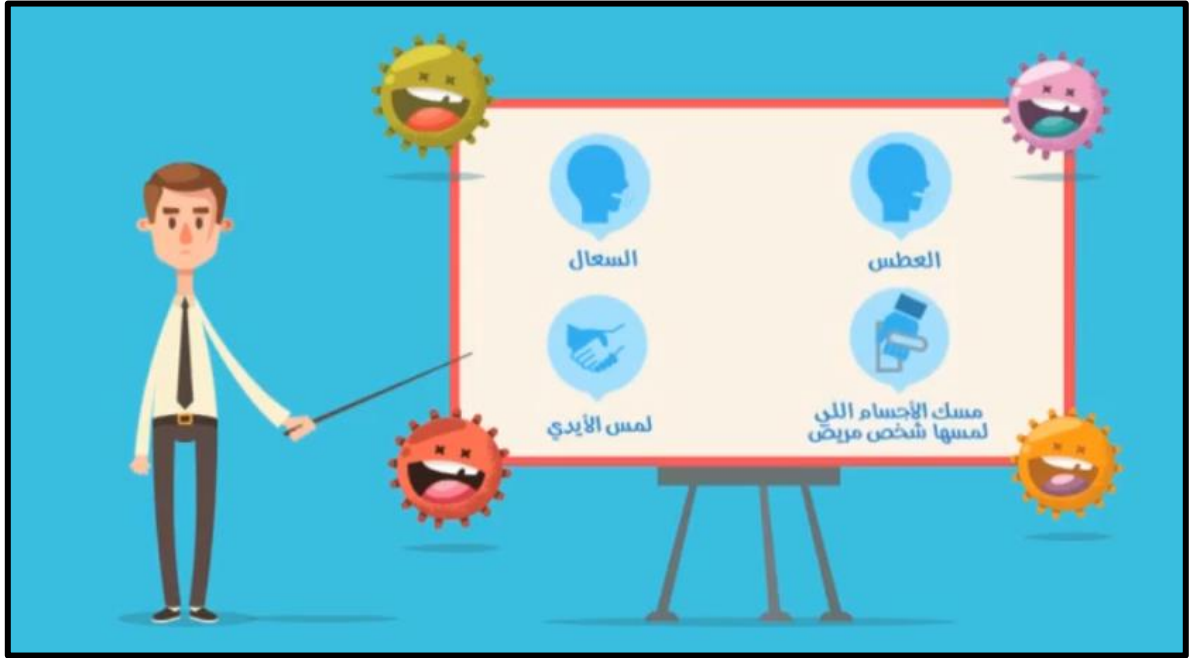 العطس
السعال
مسك الأجسام اللي
لمسها شخص مريض
لمس الأيدي